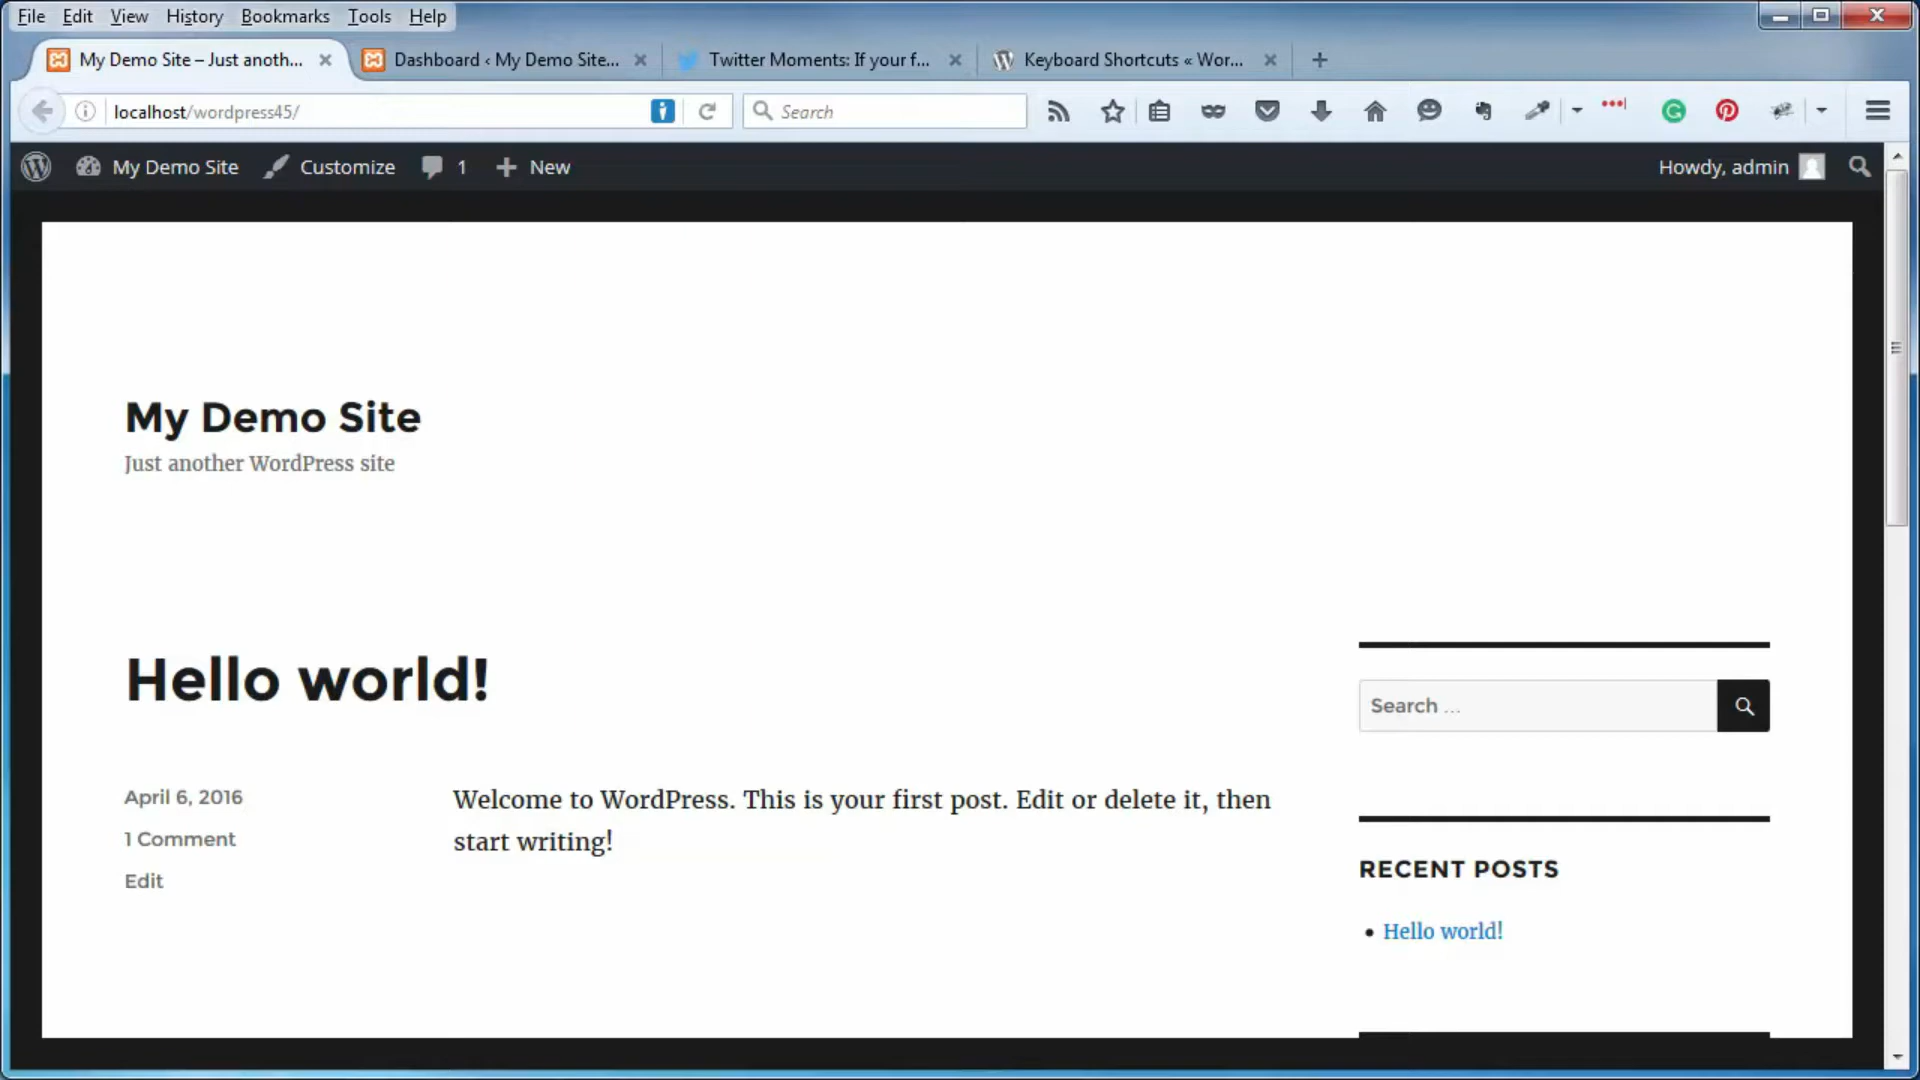 File Edit View History Bookmarks Tools Help
My Demo Site – Just anoth... Dashboard ‹ My Demo Site... Twitter Moments: If your f... Keyboard Shortcuts « Wor...
localhost/wordpress45/ Search
My Demo Site Customize 1 New Howdy, admin
My Demo Site
Just another WordPress site
Hello world!
Search ...
April 6, 2016
1 Comment
Edit
Welcome to WordPress. This is your first post. Edit or delete it, then
start writing!
RECENT POSTS
Hello world!